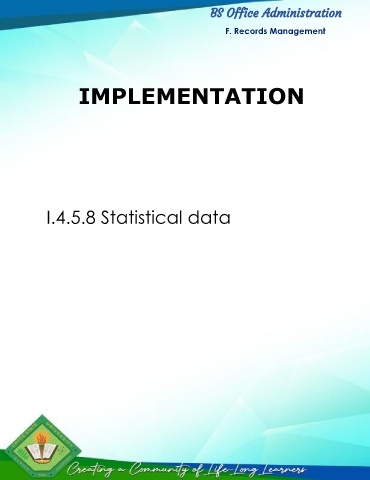 BS Office Administration
F. Records Management
IMPLEMENTATION
I.4.5.8 Statistical data
Creating a Community of Life-Long Learners